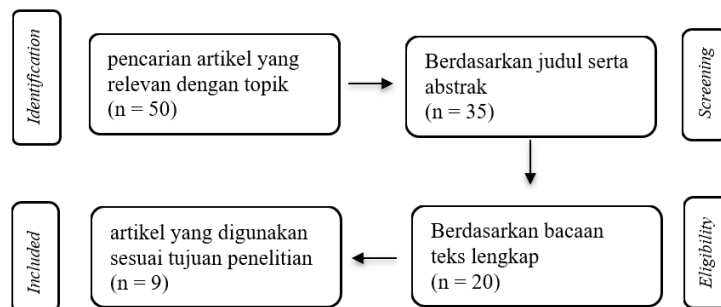 Identification
pencarian artikel yang
relevan dengan topik
(n = 50)
Berdasarkan judul serta
abstrak
(n = 35)
Screening
Included
artikel yang digunakan
sesuai tujuan penelitian
(n = 9)
Berdasarkan bacaan
teks lengkap
(n = 20)
Eligibility